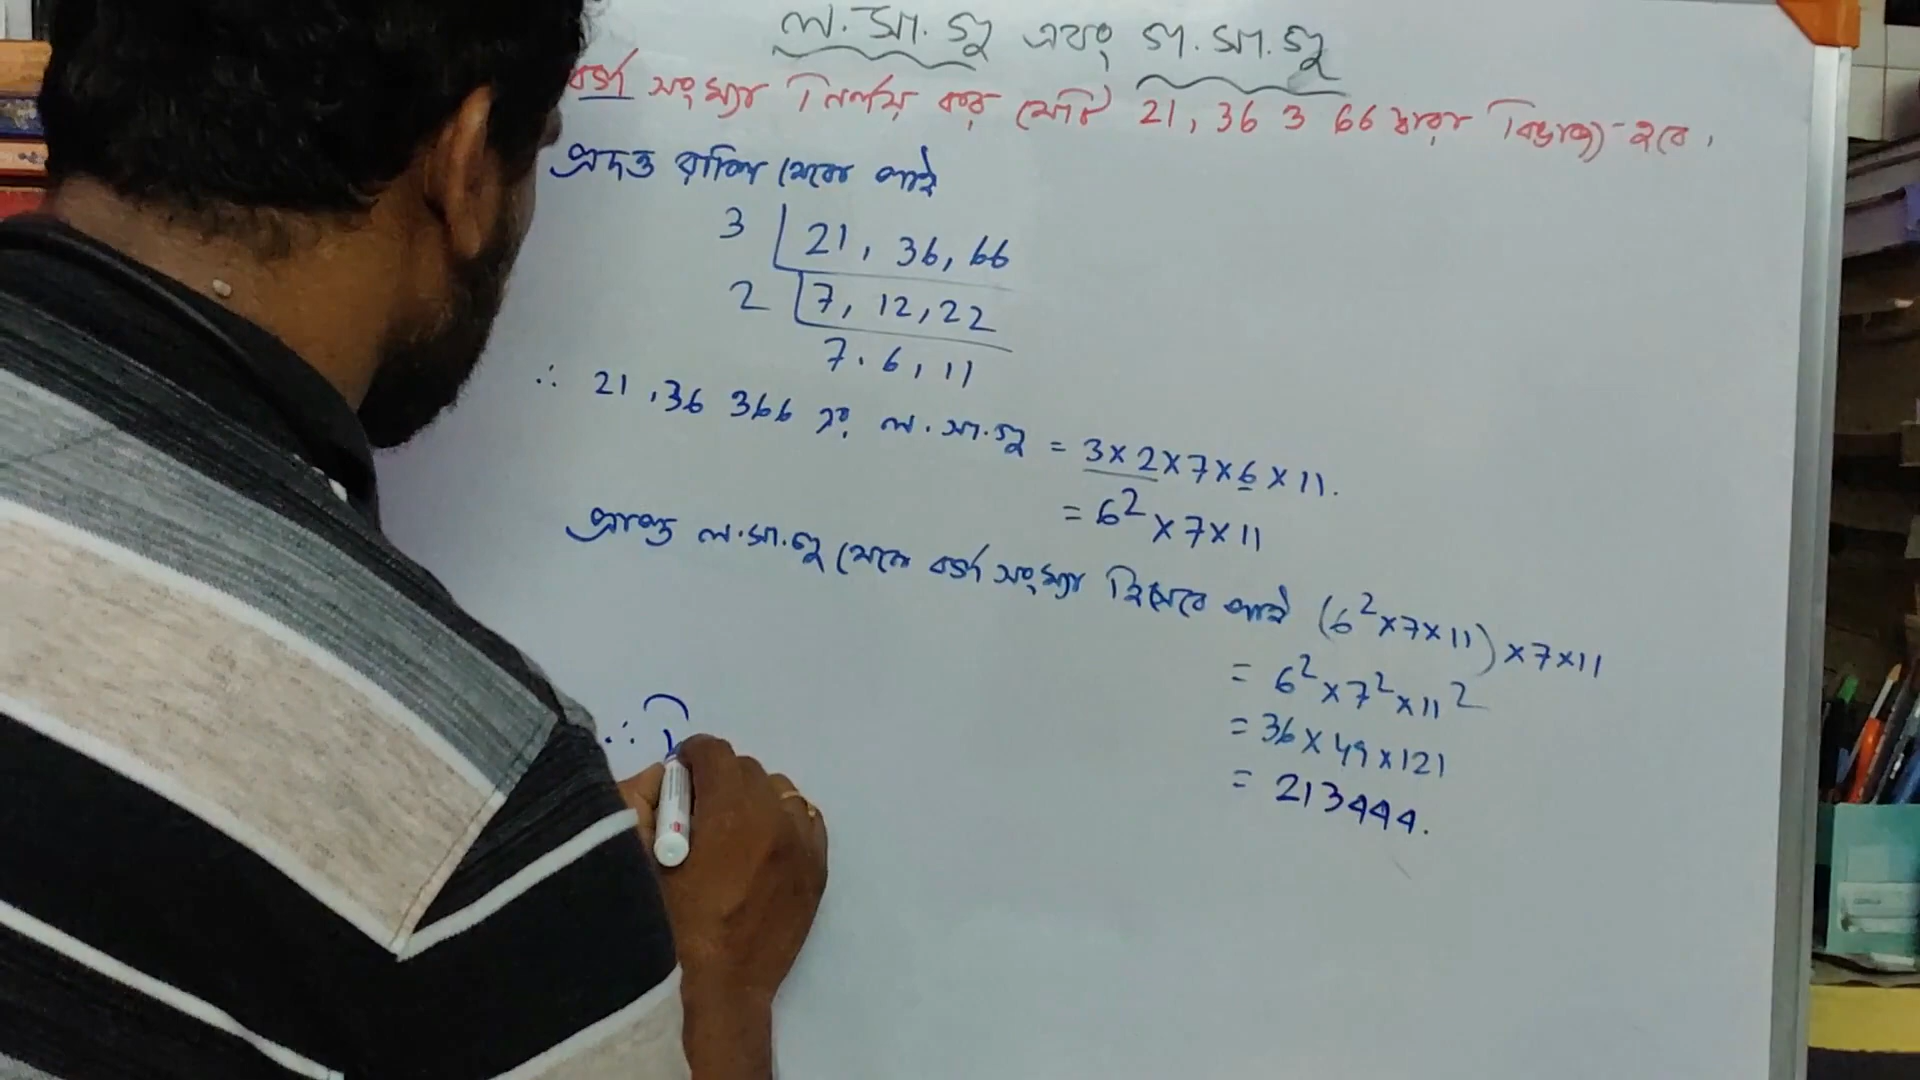 ল.সা.গু এবং গ.সা.গু
বর্গ সংখ্যা নির্ণয় কর যেটি 21, 36 ও 66 দ্বারা বিভাজ্য হবে।
প্রদত্ত রাশি থেকে পাই
3 21, 36, 66
2 7, 12, 22
7. 6, 11
∴ 21, 36 ও 66 এর ল.সা.গু = 3×2×7×6×11.
= 6²×7×11
প্রাপ্ত ল.সা.গু থেকে বর্গ সংখ্যা হিসেবে পাই (6²×7×11)×7×11
= 6²×7²×11²
= 36×49×121
= 213444.
∴